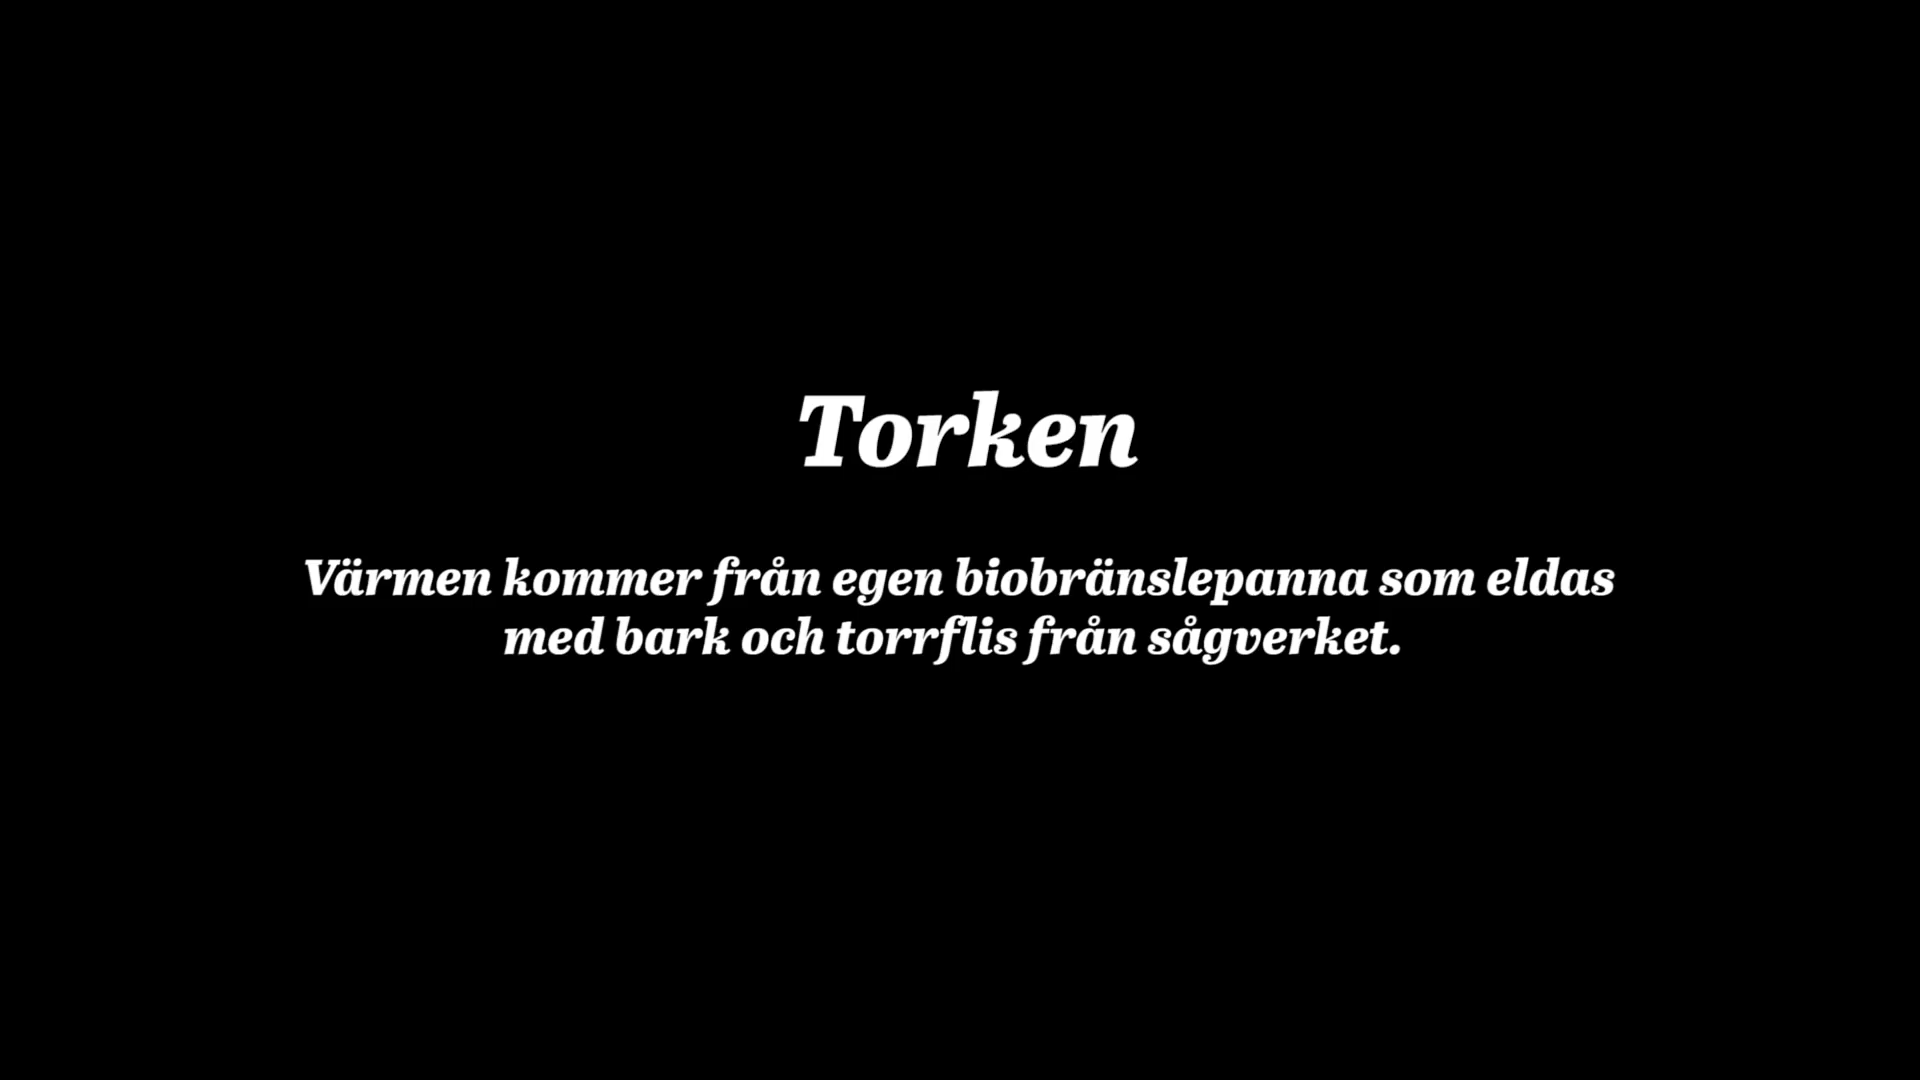 Torken
Värmen kommer från egen biobränslepanna som eldas
med bark och torrflis från sågverket.